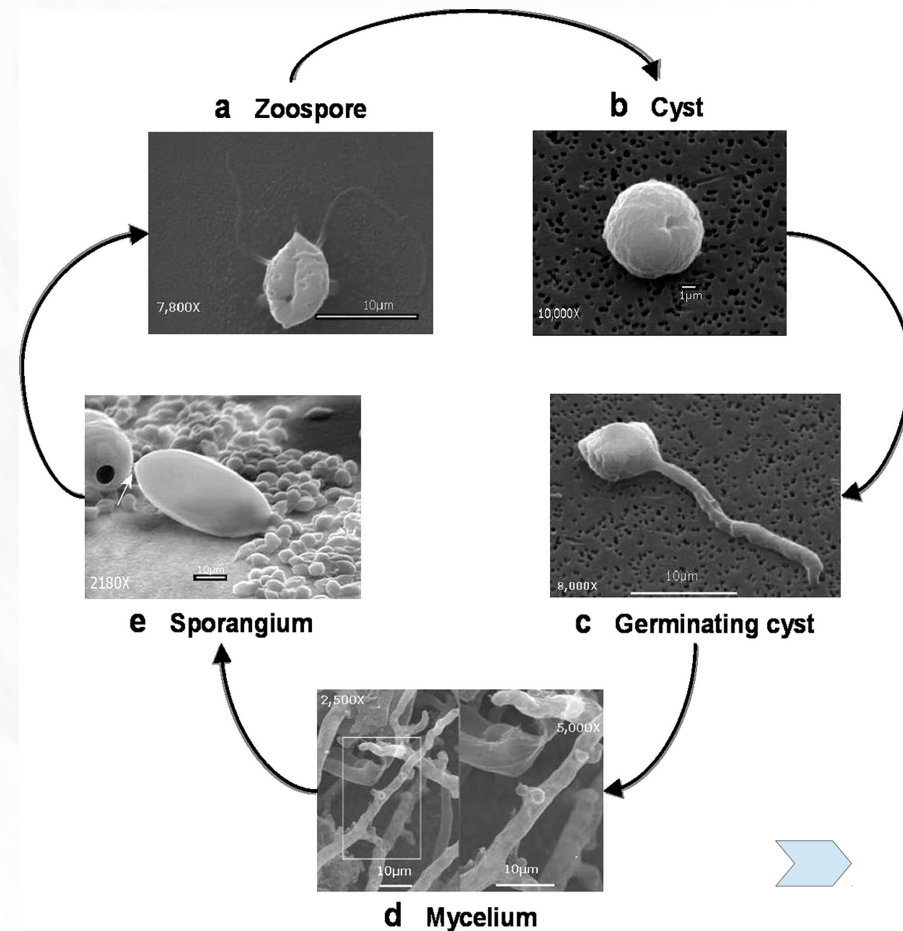 a Zoospore
b Cyst
7,800X
10µm
10,000X
1µm
2180X
10µm
8,000X
10µm
e Sporangium
c Germinating cyst
2,500X
5,000X
10µm
10µm
d Mycelium